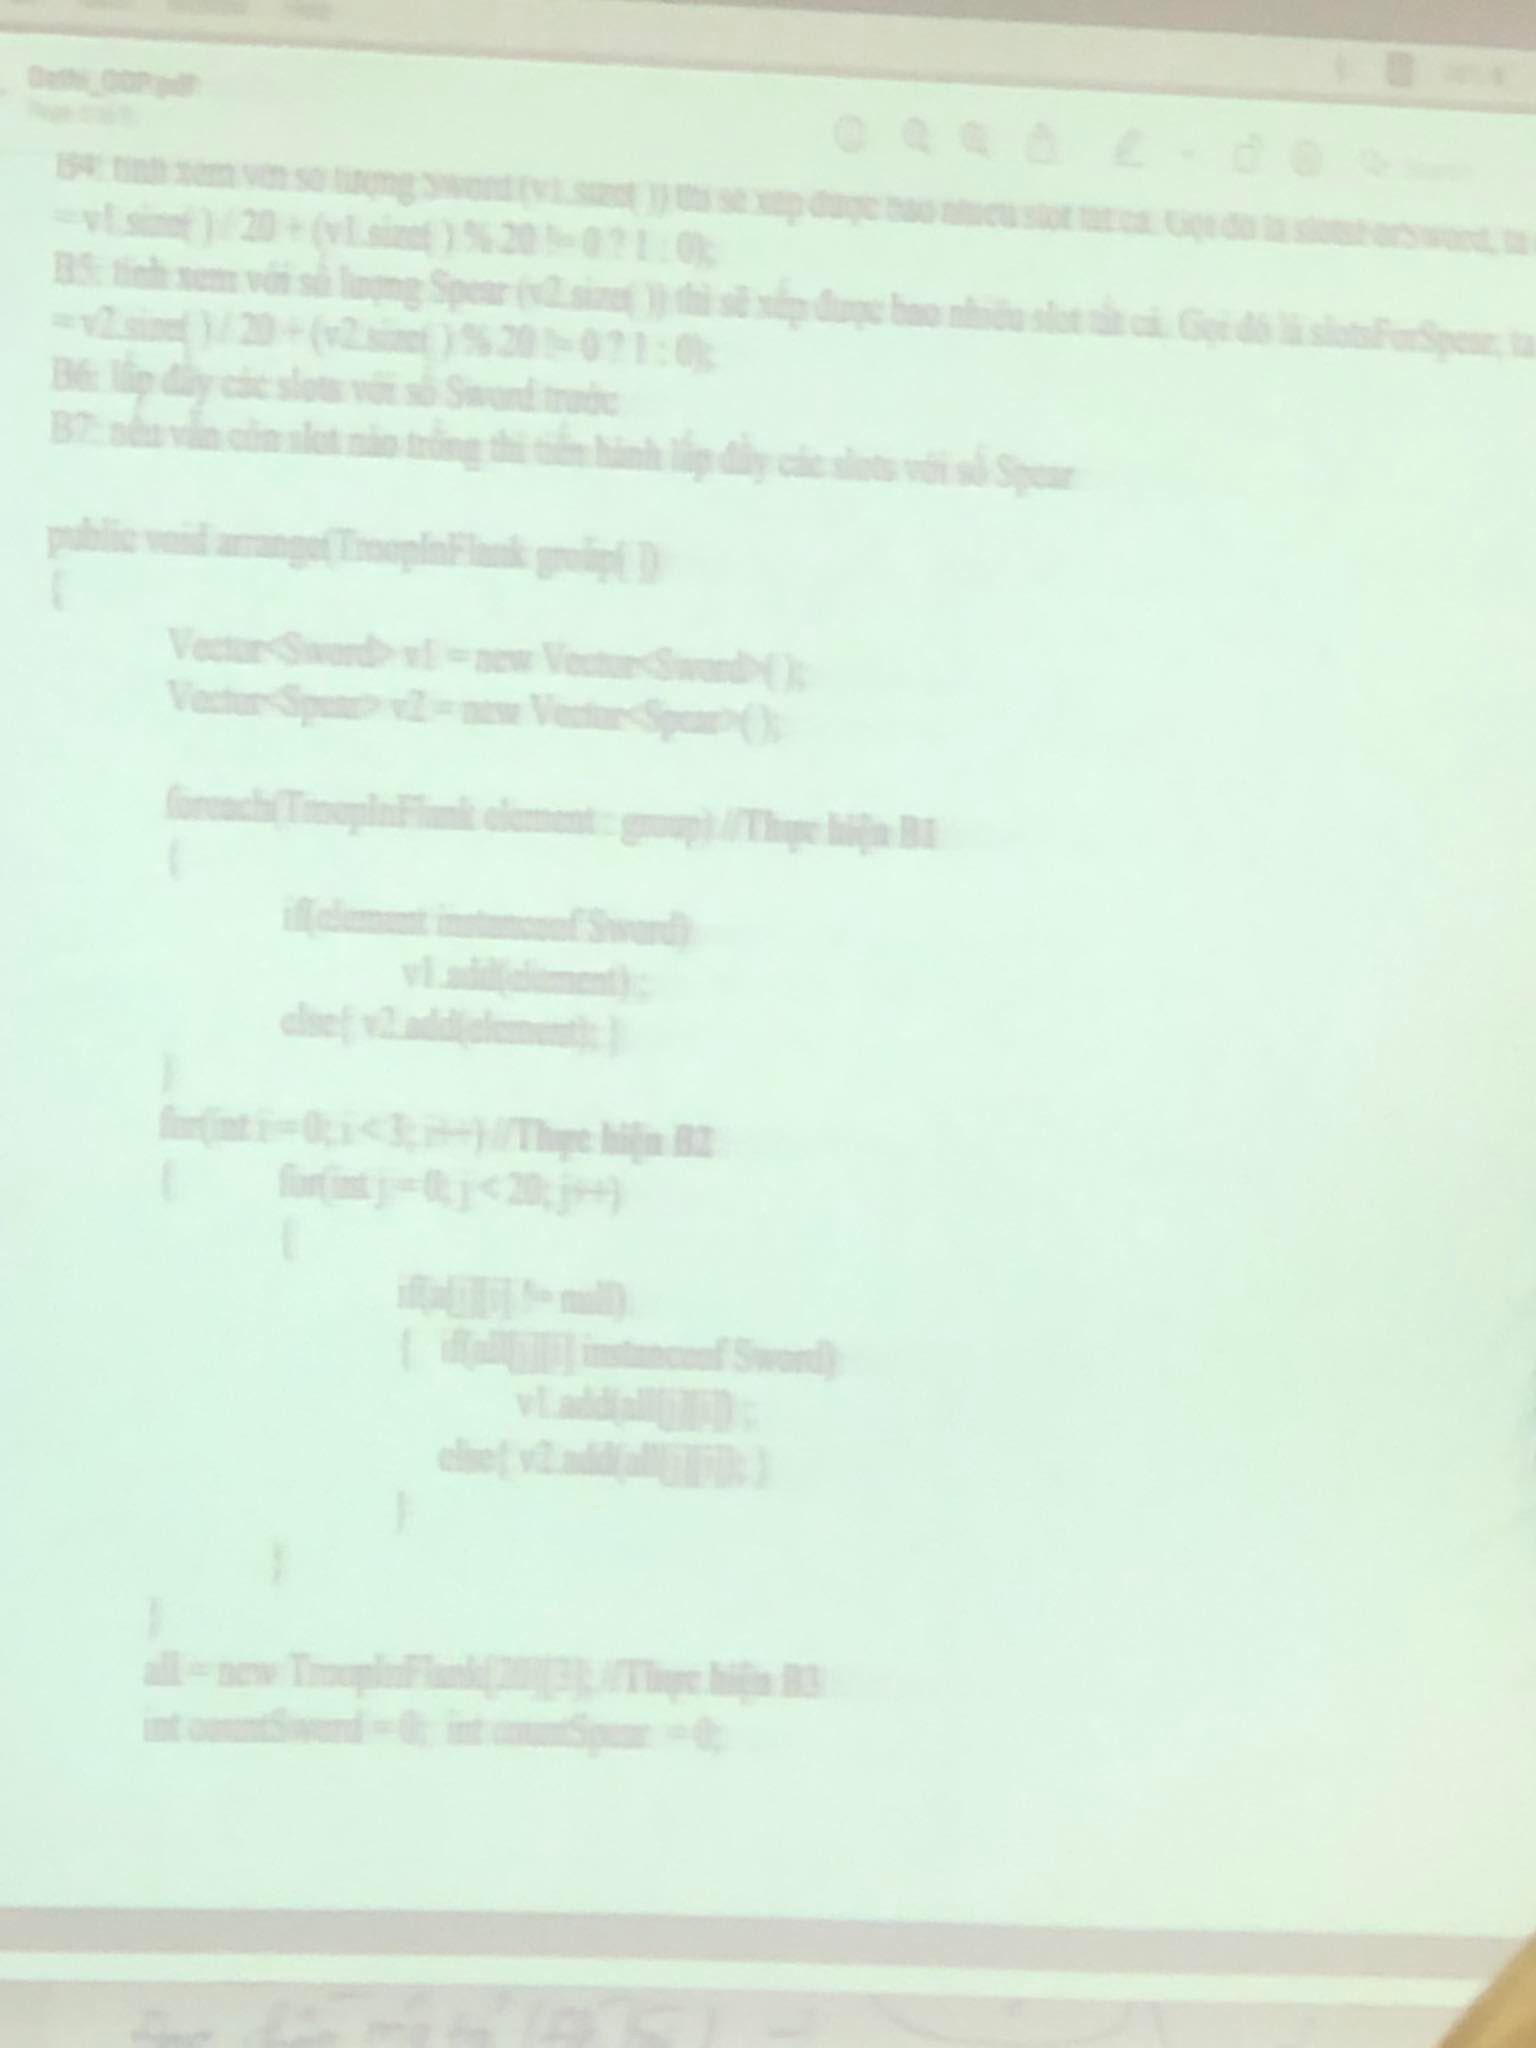 B4: tính xem với số lượng Sword (v1.size( )) thì sẽ xếp được bao nhiêu slot tất cả. Gọi đó là slotsForSword, ta
= v1.size( ) / 20 + (v1.size( ) % 20 != 0 ? 1 : 0);
B5: tính xem với số lượng Spear (v2.size( )) thì sẽ xếp được bao nhiêu slot tất cả. Gọi đó là slotsForSpear, ta
= v2.size( ) / 20 + (v2.size( ) % 20 != 0 ? 1 : 0);
B6: lấp đầy các slots với số Sword trước
B7: nếu vẫn còn slot nào trống thì tiến hành lấp đầy các slots với số Spear
public void arrange(TroopInFlank group[ ])
{
Vector<Sword> v1 = new Vector<Sword>( );
Vector<Spear> v2 = new Vector<Spear>( );
foreach(TroopInFlank element : group) //Thực hiện B1
{
if(element instanceof Sword)
v1.add(element) ;
else{ v2.add(element); }
}
for(int i = 0; i < 3; i++) //Thực hiện B2
{ for(int j = 0; j < 20; j++)
{
if(a[j][i] != null)
{ if(all[j][i] instanceof Sword)
v1.add(all[j][i]) ;
else{ v2.add(all[j][i]); }
}
}
}
all = new TroopInFlank[20][3]; //Thực hiện B3
int countSword = 0; int countSpear = 0;